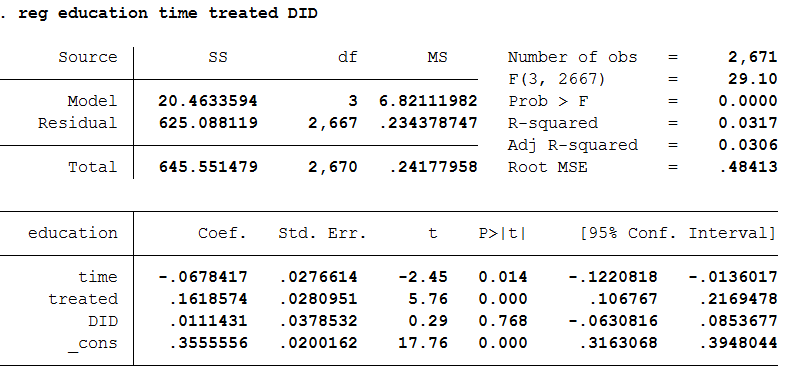 . reg education time treated DID
Source SS df MS Number of obs = 2,671
F(3, 2667) = 29.10
Model 20.4633594 3 6.82111982 Prob > F = 0.0000
Residual 625.088119 2,667 .234378747 R-squared = 0.0317
Adj R-squared = 0.0306
Total 645.551479 2,670 .24177958 Root MSE = .48413
education Coef. Std. Err. t P>|t| [95% Conf. Interval]
time -.0678417 .0276614 -2.45 0.014 -.1220818 -.0136017
treated .1618574 .0280951 5.76 0.000 .106767 .2169478
DID .0111431 .0378532 0.29 0.768 -.0630816 .0853677
_cons .3555556 .0200162 17.76 0.000 .3163068 .3948044